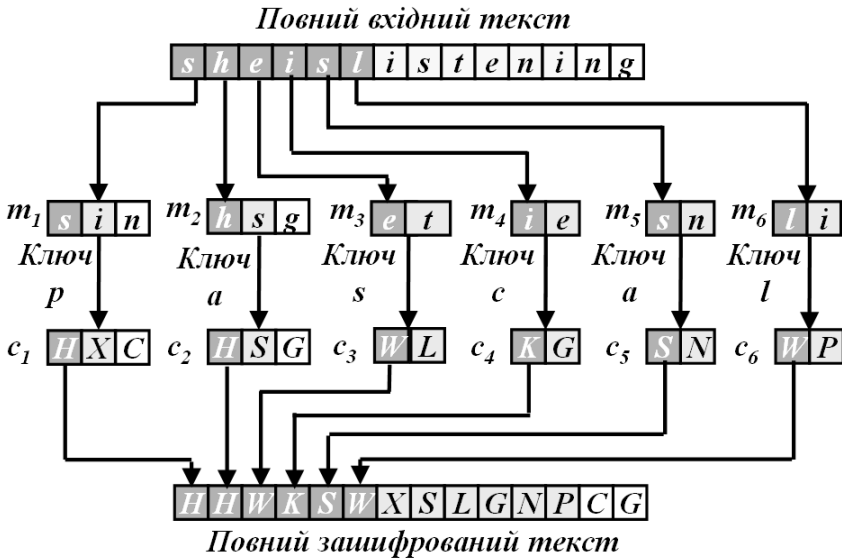 Повний вхідний текст
s h e i s l i s t e n i n g
m1 s i n m2 h s g m3 e t m4 i e m5 s n m6 l i
Ключ Ключ Ключ Ключ Ключ Ключ
p a s c a l
c1 H X C c2 H S G c3 W L c4 K G c5 S N c6 W P
H H W K S W X S L G N P C G
Повний зашифрований текст